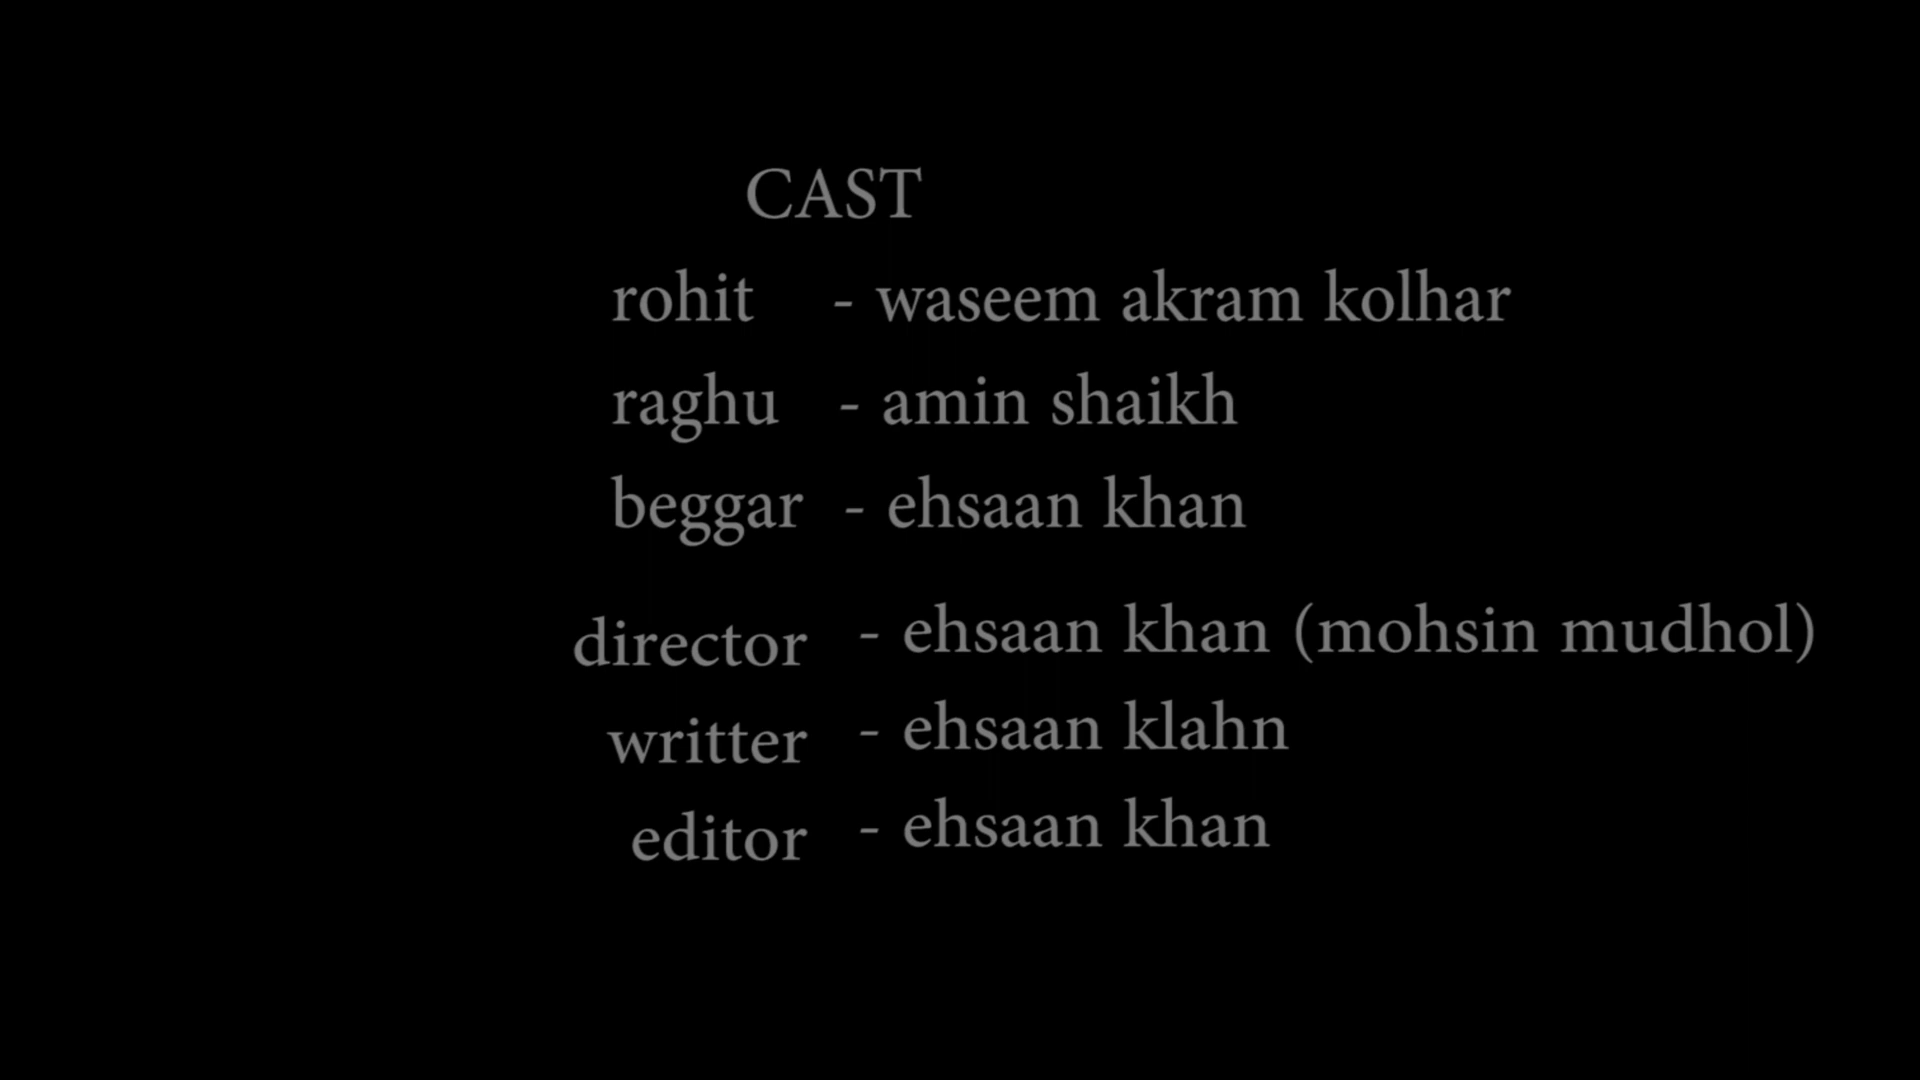 CAST
rohit - waseem akram kolhar
raghu - amin shaikh
beggar - ehsaan khan
director - ehsaan khan (mohsin mudhol)
writter - ehsaan klahn
editor - ehsaan khan